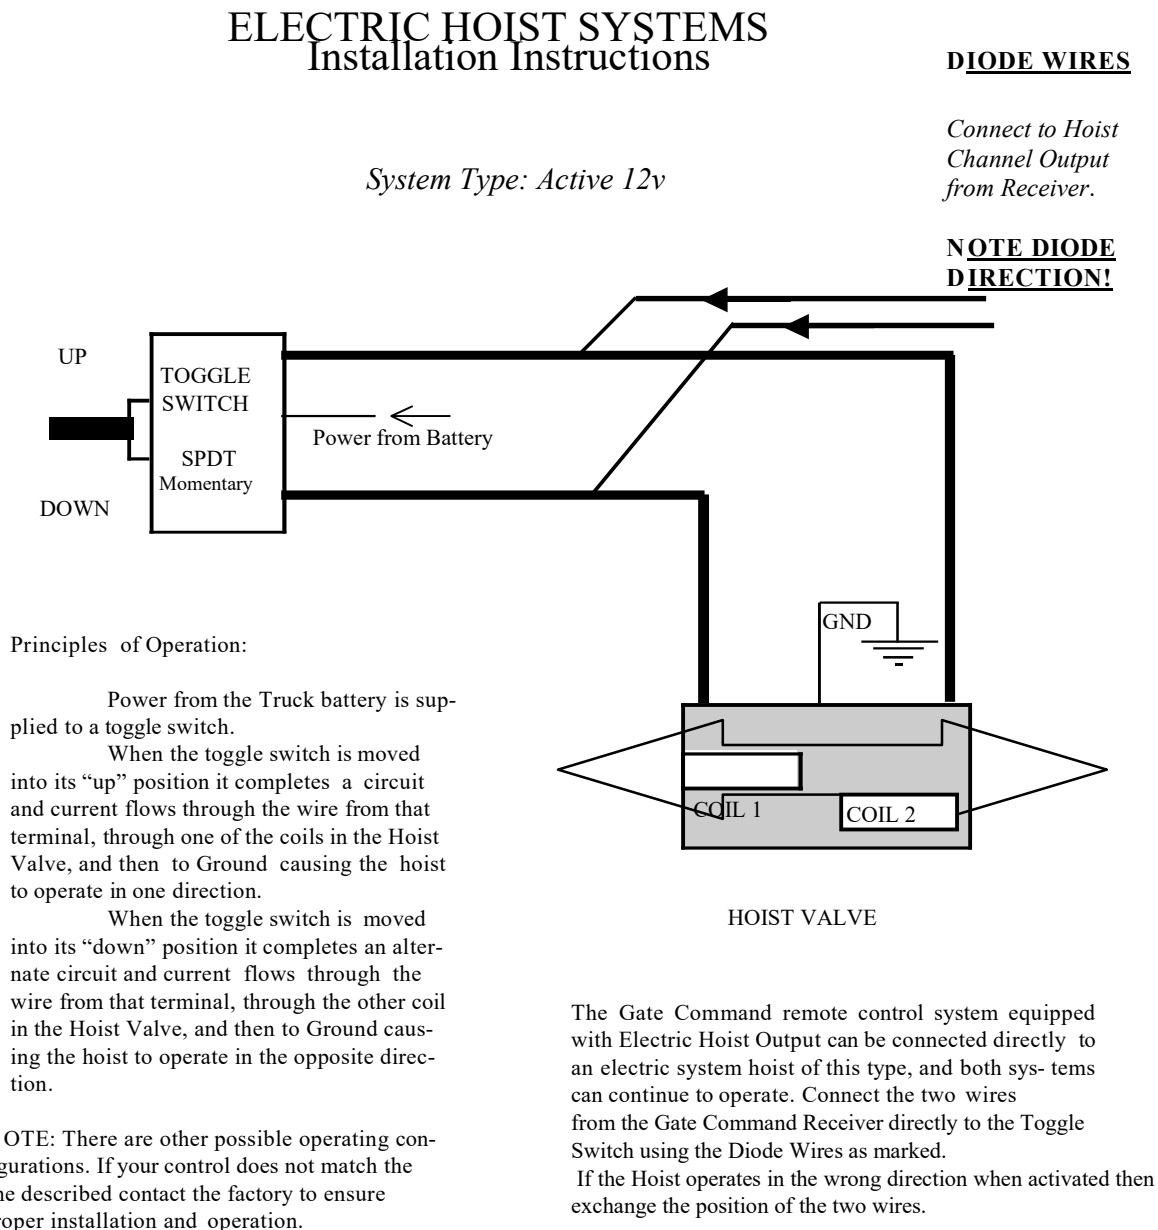 ELECTRIC HOIST SYSTEMS
Installation Instructions
DIODE WIRES
Connect to Hoist
Channel Output
from Receiver.
System Type: Active 12v
NOTE DIODE
DIRECTION!
UP
TOGGLE
SWITCH
Power from Battery
SPDT
Momentary
DOWN
GND
COIL 1
COIL 2
HOIST VALVE
Principles of Operation:
Power from the Truck battery is sup-
plied to a toggle switch.
When the toggle switch is moved
into its “up” position it completes a circuit
and current flows through the wire from that
terminal, through one of the coils in the Hoist
Valve, and then to Ground causing the hoist
to operate in one direction.
When the toggle switch is moved
into its “down” position it completes an alter-
nate circuit and current flows through the
wire from that terminal, through the other coil
in the Hoist Valve, and then to Ground caus-
ing the hoist to operate in the opposite direc-
tion.
OTE: There are other possible operating con-
gurations. If your control does not match the
ne described contact the factory to ensure
roper installation and operation.
The Gate Command remote control system equipped
with Electric Hoist Output can be connected directly to
an electric system hoist of this type, and both sys- tems
can continue to operate. Connect the two wires
from the Gate Command Receiver directly to the Toggle
Switch using the Diode Wires as marked.
If the Hoist operates in the wrong direction when activated then
exchange the position of the two wires.